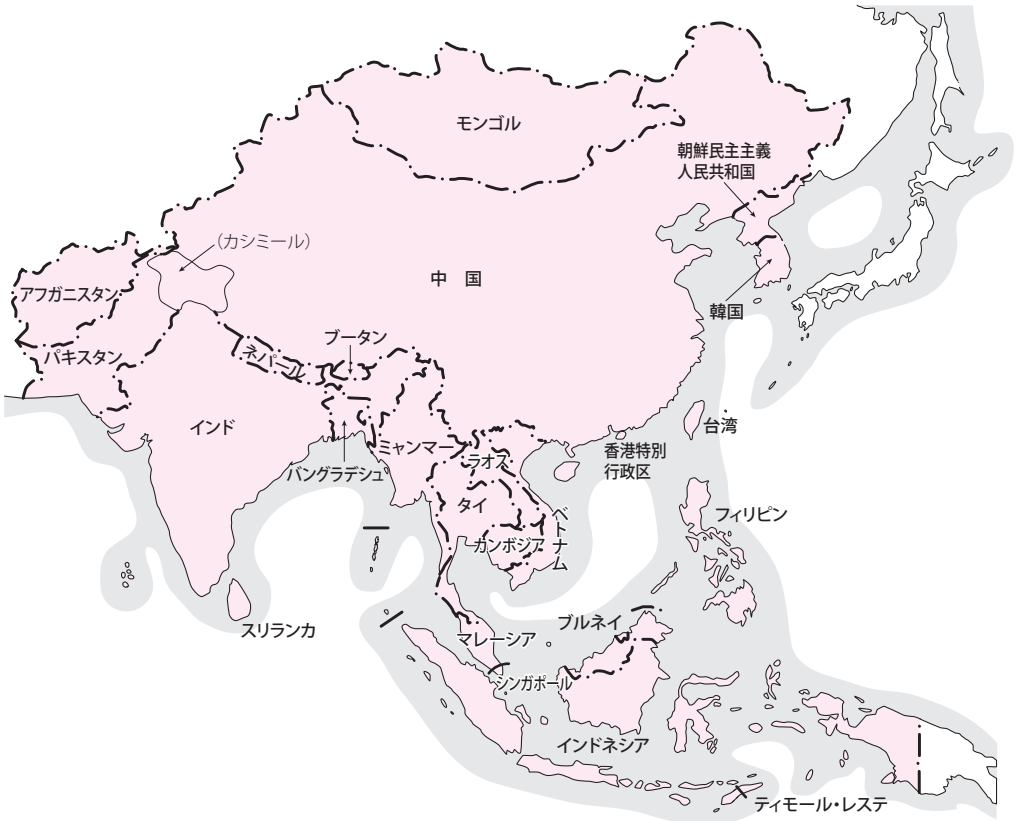 モンゴル
朝鮮民主主義
人民共和国
(カシミール)
中 国
アフガニスタン
韓国
パキスタン
ブータン
ネパール
インド
台湾
ミャンマー
香港特別
行政区
ラオス
バングラデシュ
タイ
ベトナム
フィリピン
カンボジア
スリランカ
ブルネイ
マレーシア
シンガポール
インドネシア
ティモール・レステ